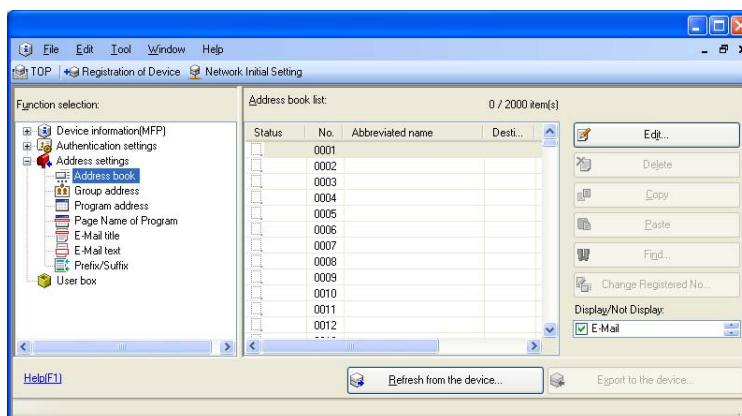 File Edit Tool Window Help
TOP Registration of Device Network Initial Setting
Function selection:
Device information(MFP)
Authentication settings
Address settings
Address book
Group address
Program address
Page Name of Program
E-Mail title
E-Mail text
Prefix/Suffix
User box
Address book list: 0 / 2000 item(s)
Status No. Abbreviated name Desti...
0001
0002
0003
0004
0005
0006
0007
0008
0009
0010
0011
0012
Edit...
Delete
Copy
Paste
Find...
Change Registered No...
Display/Not Display:
E-Mail
Help(F1)
Refresh from the device...
Export to the device...